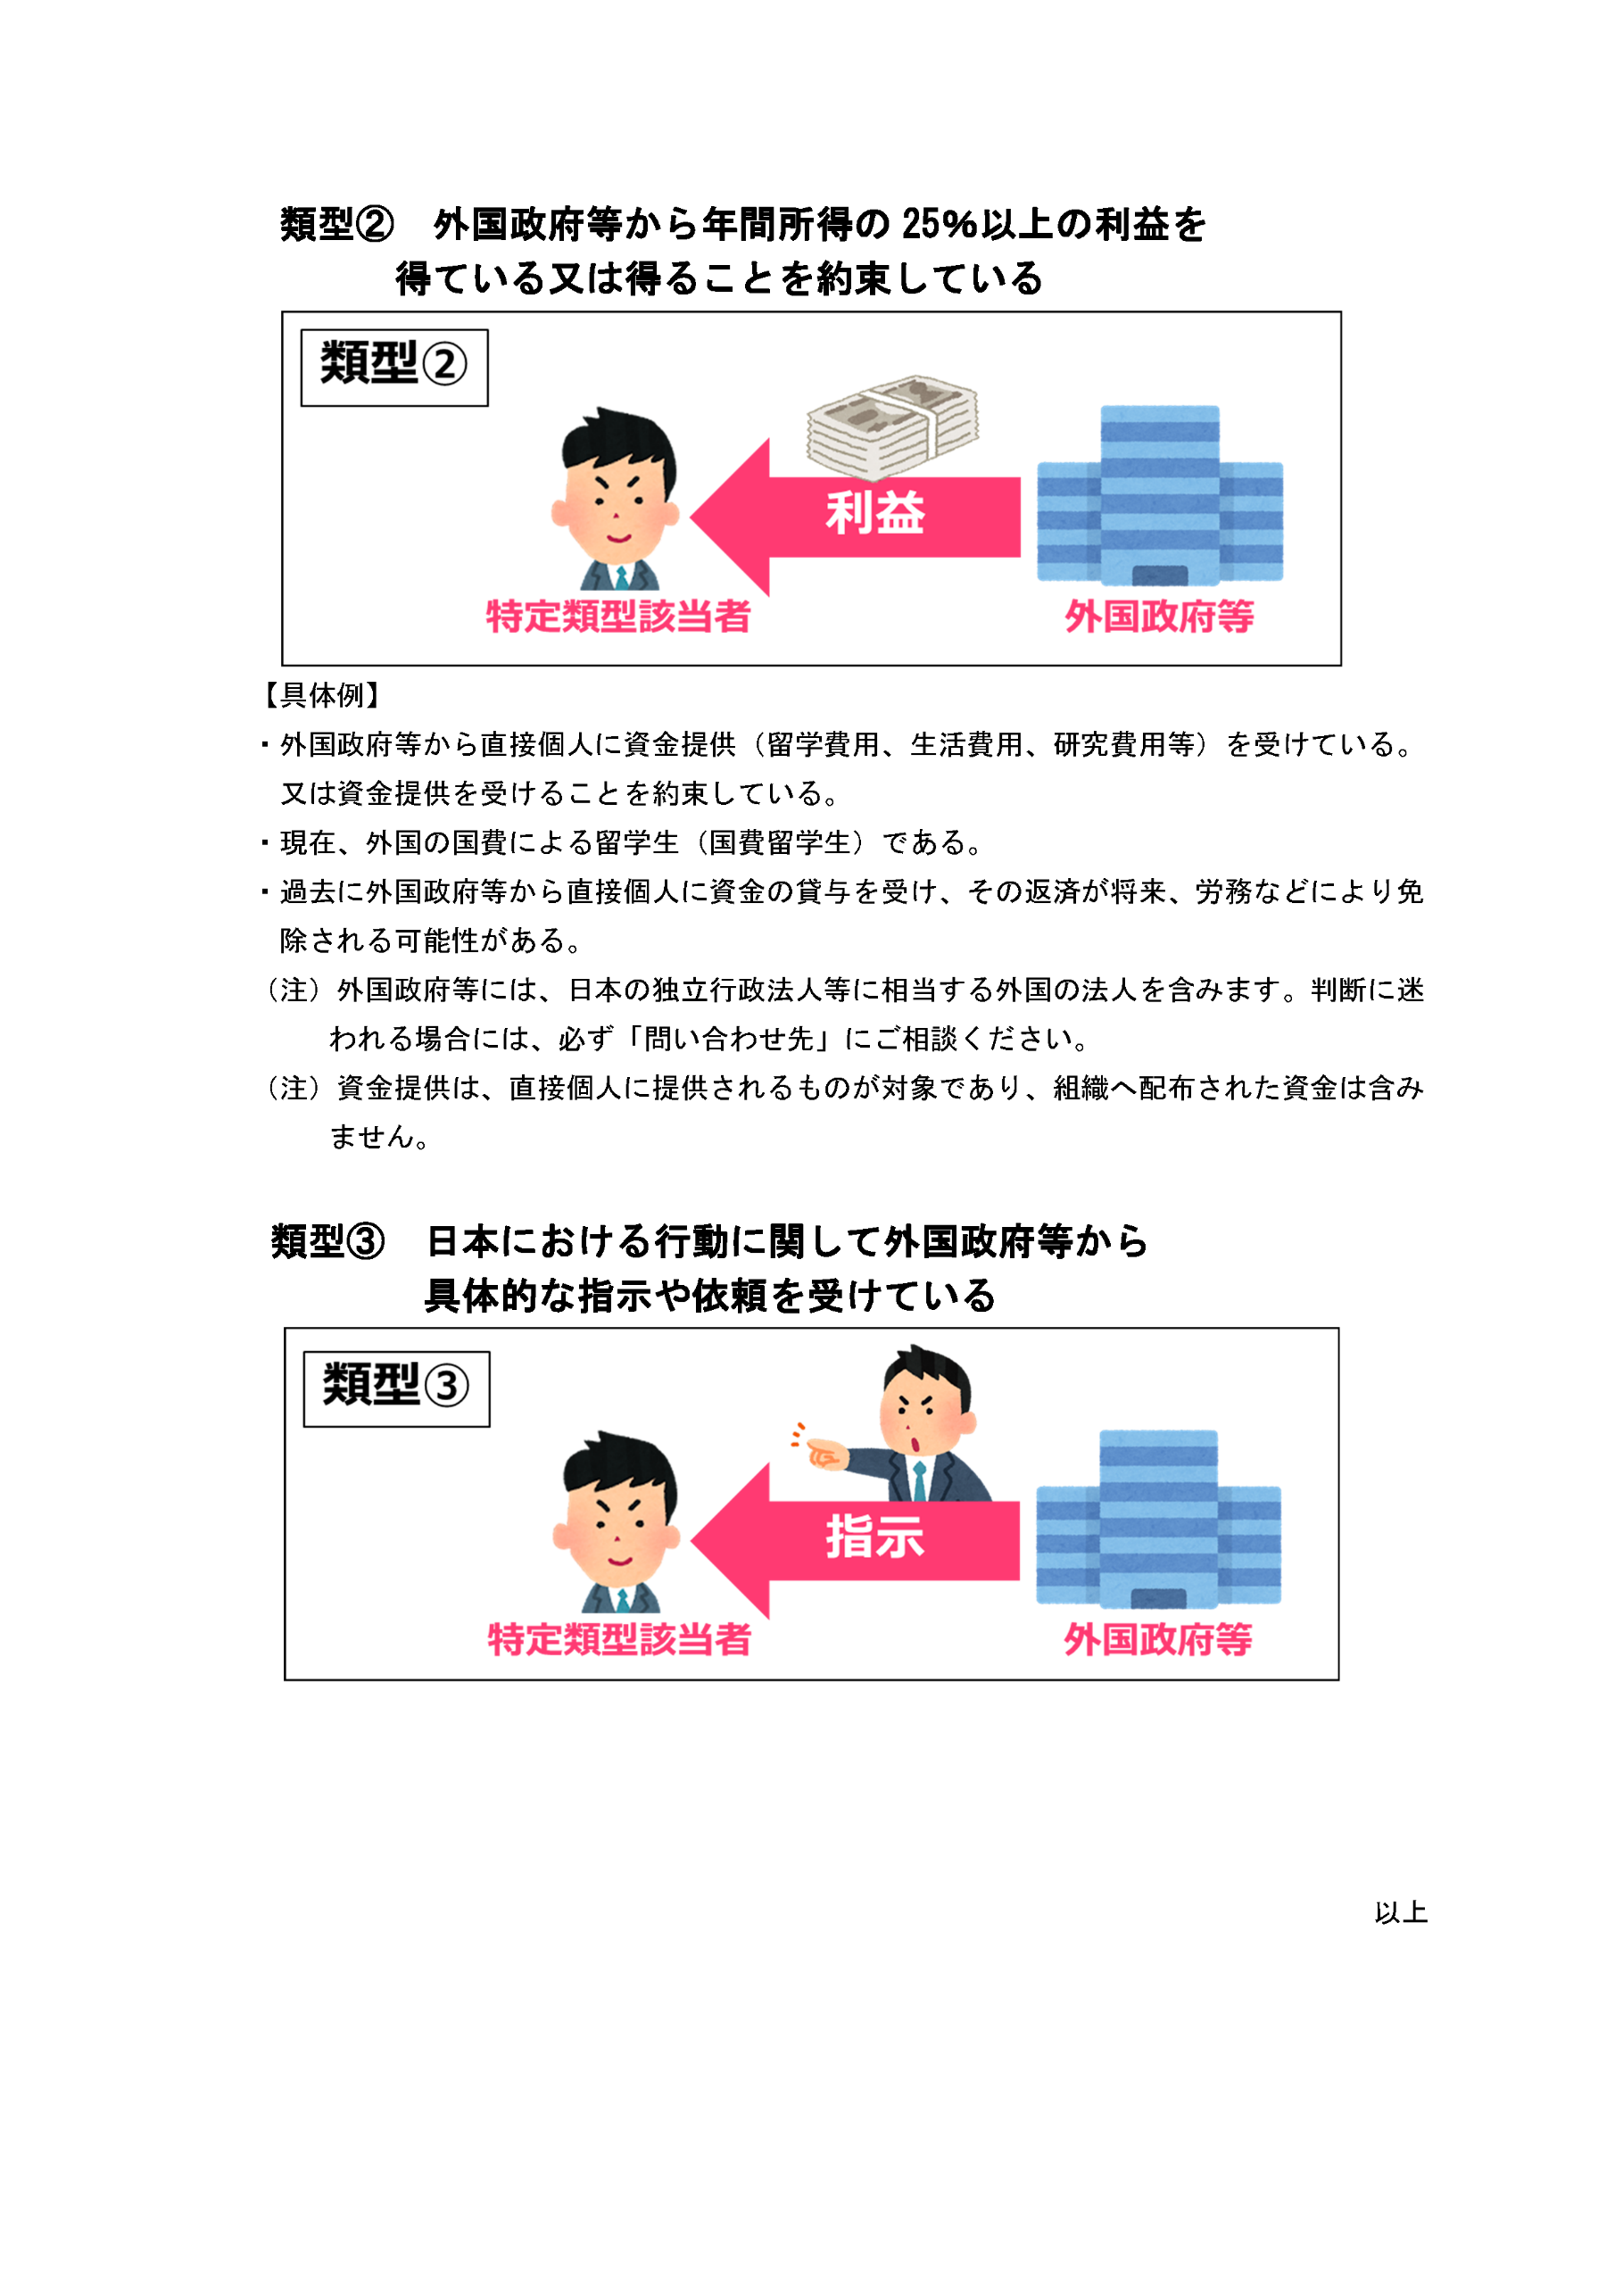 類型②　外国政府等から年間所得の 25%以上の利益を
得ている又は得ることを約束している
類型②
利益
特定類型該当者
外国政府等
【具体例】
・外国政府等から直接個人に資金提供（留学費用、生活費用、研究費用等）を受けている。
又は資金提供を受けることを約束している。
・現在、外国の国費による留学生（国費留学生）である。
・過去に外国政府等から直接個人に資金の貸与を受け、その返済が将来、労務などにより免
除される可能性がある。
（注）外国政府等には、日本の独立行政法人等に相当する外国の法人を含みます。判断に迷
われる場合には、必ず「問い合わせ先」にご相談ください。
（注）資金提供は、直接個人に提供されるものが対象であり、組織へ配布された資金は含み
ません。
類型③　日本における行動に関して外国政府等から
具体的な指示や依頼を受けている
類型③
指示
特定類型該当者
外国政府等
以上